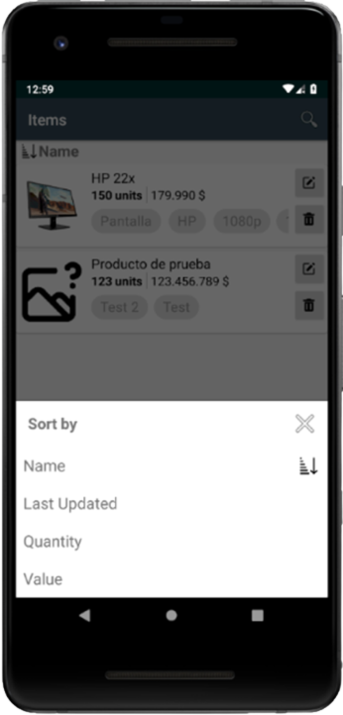 12:59
Items
Name
HP 22x
150 units | 179.990 $
Pantalla HP 1080p
Producto de prueba
123 units | 123.456.789 $
Test 2 Test
Sort by
Name
Last Updated
Quantity
Value